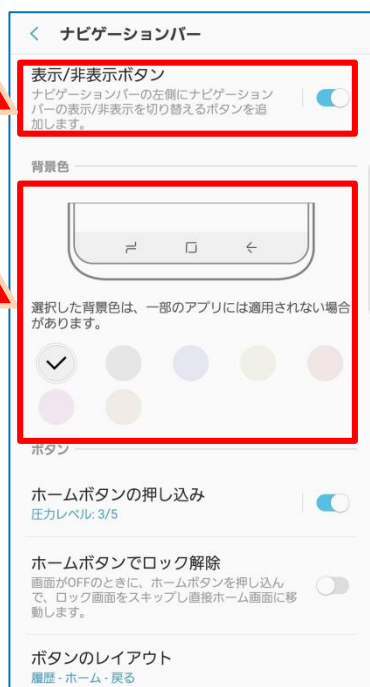 ナビゲーションバー
表示/非表示ボタン
ナビゲーションバーの左側にナビゲーション
バーの表示/非表示を切り替えるボタンを追
加します。
背景色
選択した背景色は、一部のアプリには適用されない場合
があります。
ボタン
ホームボタンの押し込み
圧力レベル: 3/5
ホームボタンでロック解除
画面がOFFのときに、ホームボタンを押し込ん
で、ロック画面をスキップし直接ホーム画面に移
動します。
ボタンのレイアウト
履歴 - ホーム - 戻る